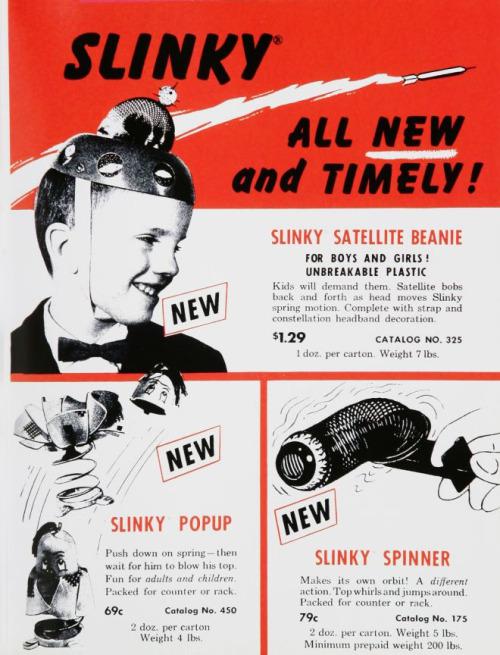 SLINKY®
ALL NEW
and TIMELY!
SLINKY SATELLITE BEANIE
FOR BOYS AND GIRLS!
UNBREAKABLE PLASTIC
Kids will demand them. Satellite bobs
back and forth as head moves Slinky
spring motion. Complete with strap and
constellation headband decoration.
$1.29 CATALOG NO. 325
1 doz. per carton. Weight 7 lbs.
NEW
NEW
SLINKY POPUP
Push down on spring—then
wait for him to blow his top.
Fun for adults and children.
Packed for counter or rack.
69c Catalog No. 450
2 doz. per carton
Weight 4 lbs.
NEW
SLINKY SPINNER
Makes its own orbit! A different
action. Top whirls and jumps around.
Packed for counter or rack.
79c Catalog No. 175
2 doz. per carton. Weight 5 lbs.
Minimum prepaid weight 200 lbs.